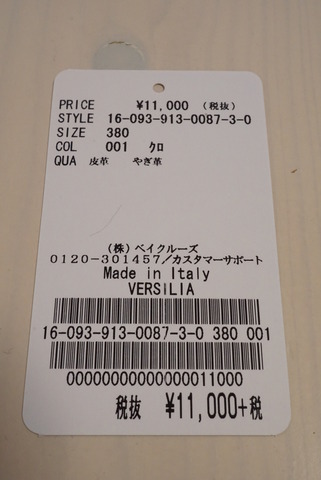 PRICE ¥11,000 (税抜)
STYLE 16-093-913-0087-3-0
SIZE 380
COL 001 ｸﾛ
QUA 皮革 やぎ革
(株)ベイクルーズ
0120-301457/カスタマーサポート
Made in Italy
VERSILIA
16-093-913-0087-3-0 380 001
00000000000000011000
税抜 ¥11,000+税